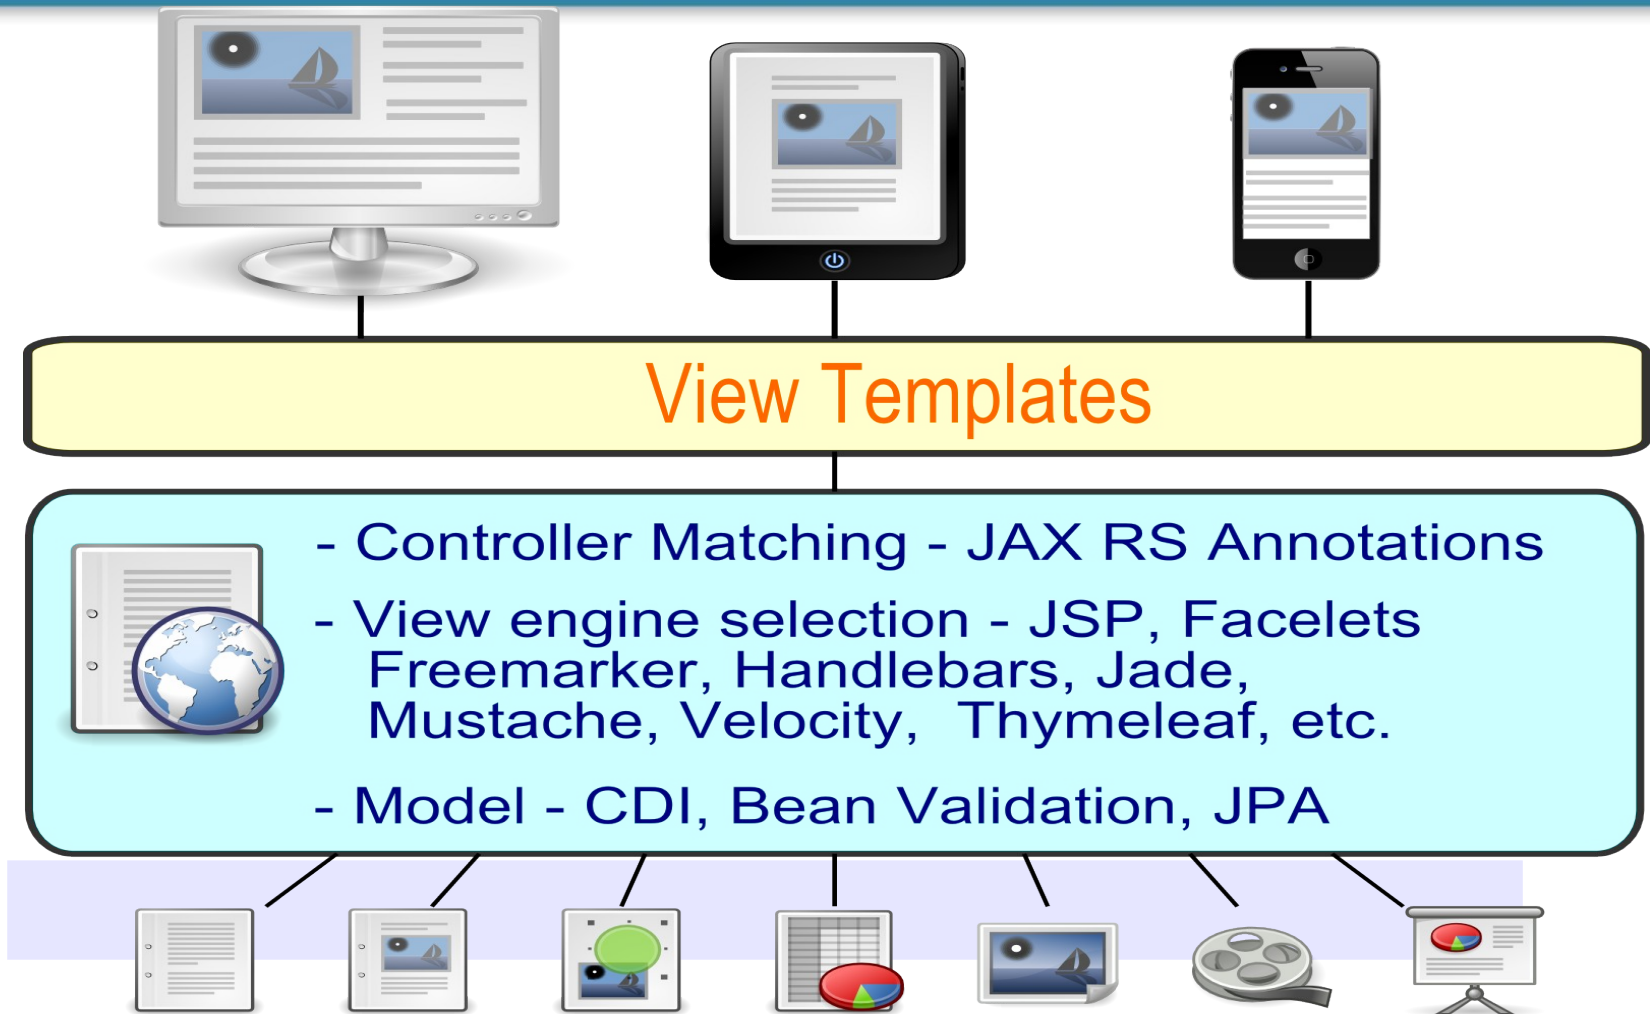 View Templates
- Controller Matching - JAX RS Annotations
- View engine selection - JSP, Facelets
Freemarker, Handlebars, Jade,
Mustache, Velocity, Thymeleaf, etc.
- Model - CDI, Bean Validation, JPA